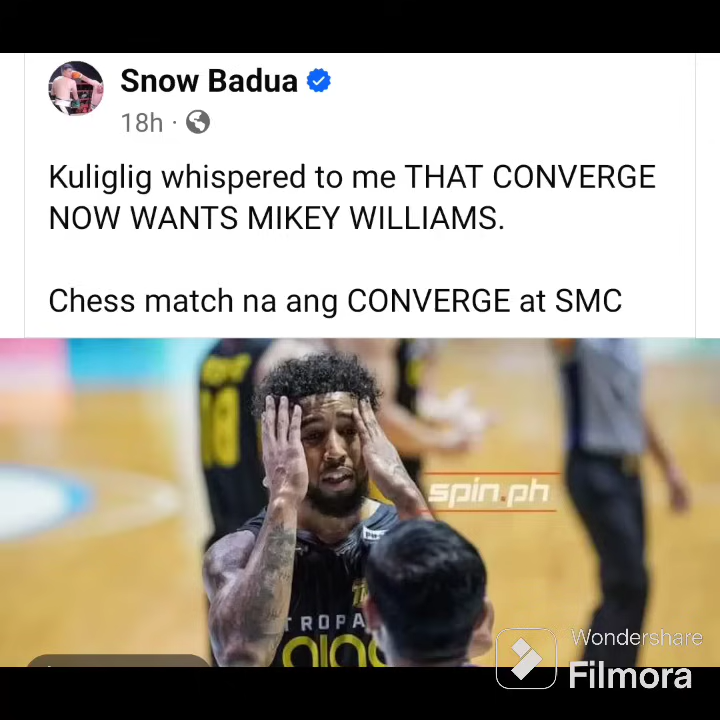 Snow Badua
18h ·
Kuliglig whispered to me THAT CONVERGE
NOW WANTS MIKEY WILLIAMS.
Chess match na ang CONVERGE at SMC
18
spin.ph
TROPA
Wondershare
Filmora